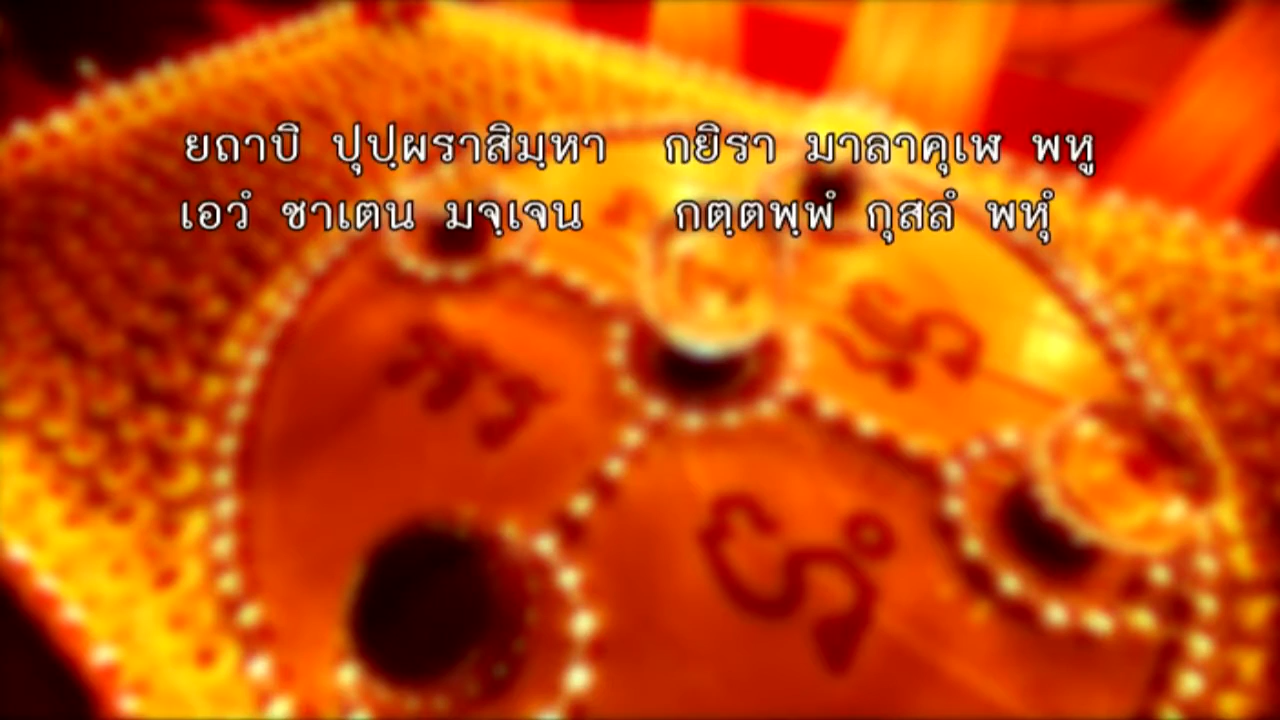 ยถาปิ ปุปฺผราสิมฺหา กยิรา มาลาคุเฬ พหู
เอวํ ชาเตน มจฺเจน กตฺตพฺพํ กุสลํ พหุํ